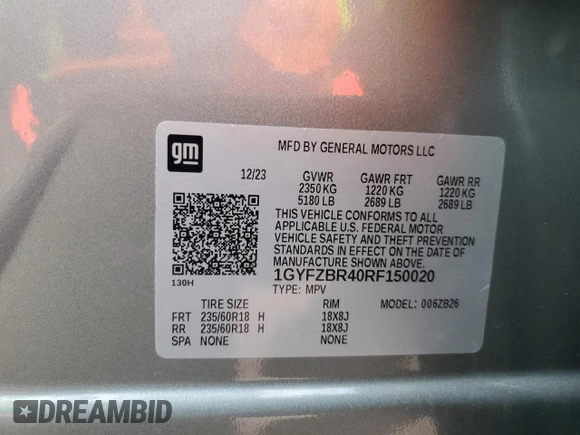 gm
MFD BY GENERAL MOTORS LLC
12/23 GVWR GAWR FRT GAWR RR
2350 KG 1220 KG 1220 KG
5180 LB 2689 LB 2689 LB
THIS VEHICLE CONFORMS TO ALL
APPLICABLE U.S. FEDERAL MOTOR
VEHICLE SAFETY AND THEFT PREVENTION
STANDARDS IN EFFECT ON THE DATE OF
MANUFACTURE SHOWN ABOVE.
130H 1GYFZBR40RF150020
TYPE: MPV MODEL: 006ZB26
TIRE SIZE RIM
FRT 235/60R18 H 18X8J
RR 235/60R18 H 18X8J
SPA NONE NONE
DREAMBID